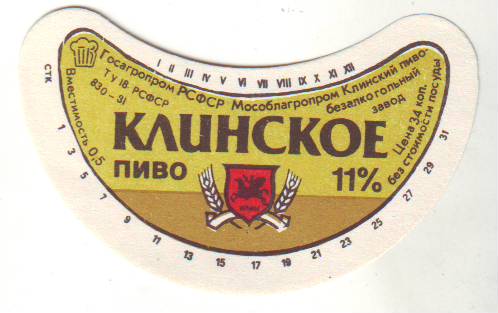 I II III IV V VI VII VIII IX X XI XII
Госагропром РСФСР Мособлагропром Клинский пиво-
безалкогольный
завод
ТУ 18 РСФСР
830-81
СТК
Вместимость 0,5
Цена 34 коп.
без стоимости посуды
КЛИНСКОЕ
ПИВО
11%
1 3 5 7 9 11 13 15 17 19 21 23 25 27 29 31